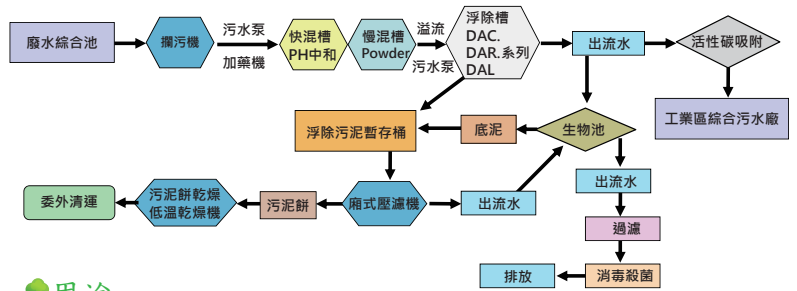 廢水綜合池
攔污機
污水泵
加藥機
快混槽
PH中和
慢混槽
Powder
溢流
污水泵
浮除槽
DAC.
DAR.系列
DAL
出流水
活性碳吸附
工業區綜合污水廠
浮除污泥暫存桶
底泥
生物池
委外清運
污泥餅乾燥
低溫乾燥機
污泥餅
廂式壓濾機
出流水
出流水
過濾
排放
消毒殺菌